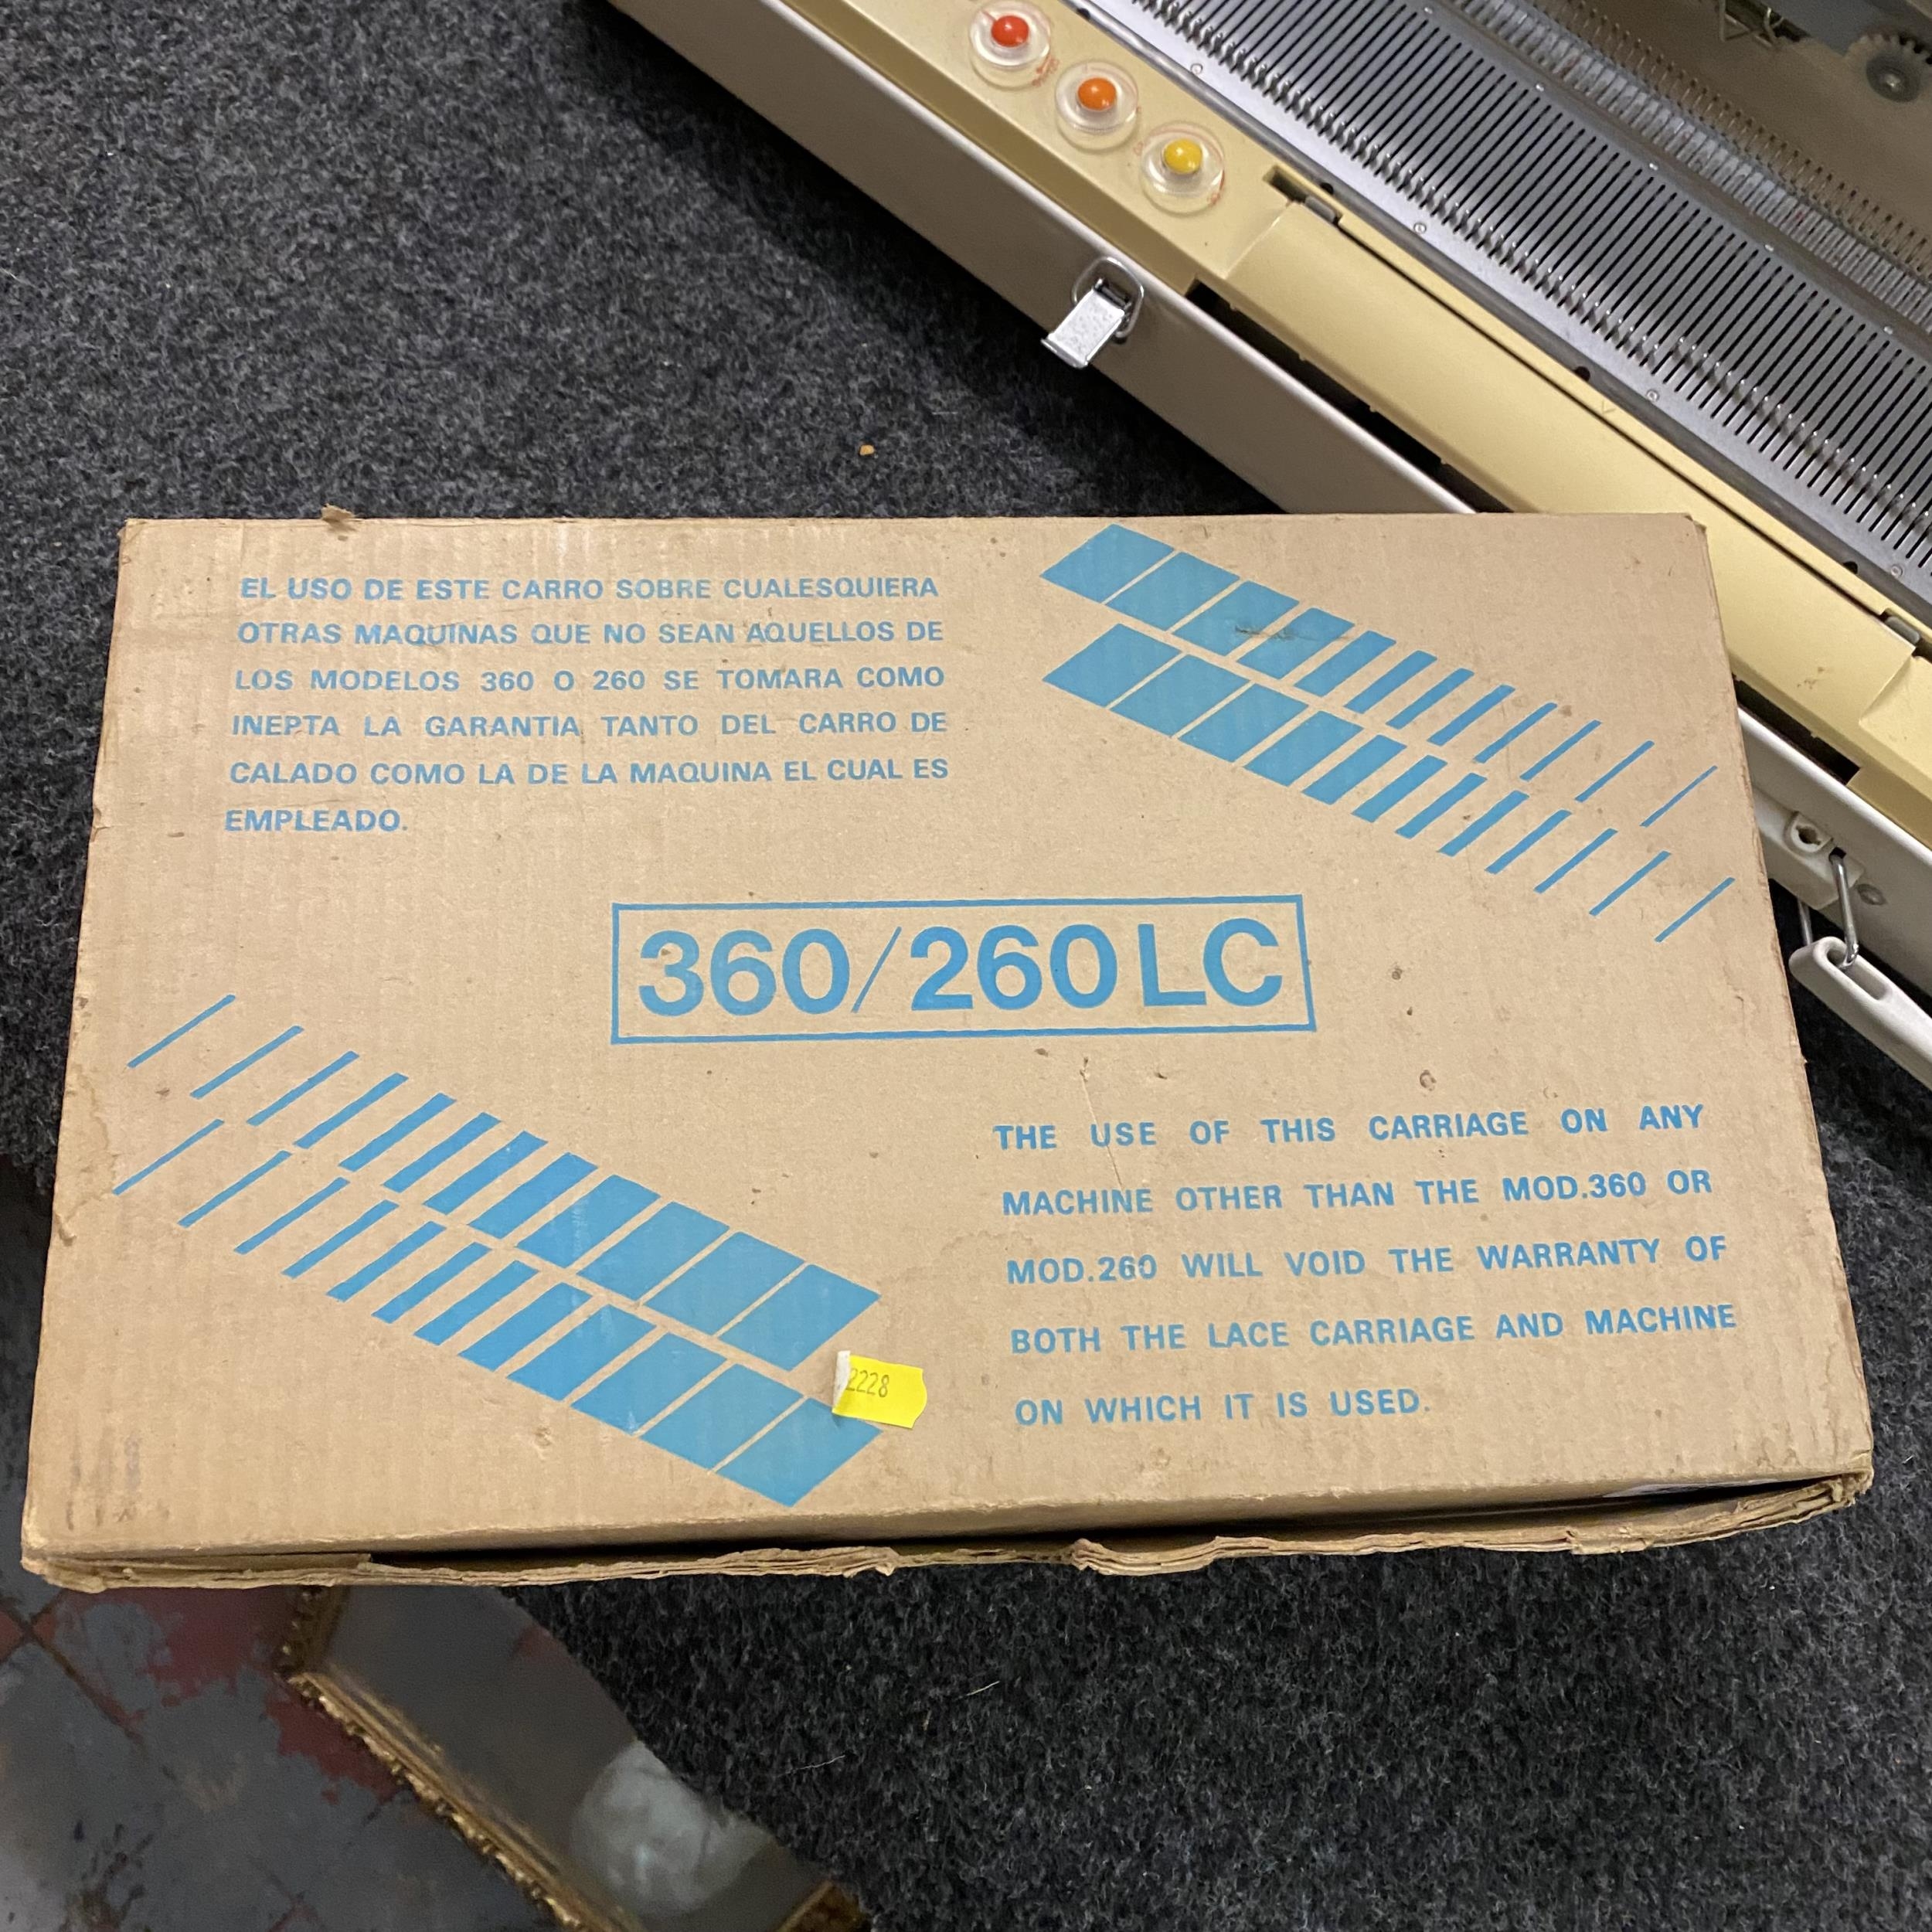 EL USO DE ESTE CARRO SOBRE CUALESQUIERA
OTRAS MAQUINAS QUE NO SEAN AQUELLOS DE
LOS MODELOS 360 O 260 SE TOMARA COMO
INEPTA LA GARANTIA TANTO DEL CARRO DE
CALADO COMO LA DE LA MAQUINA EL CUAL ES
EMPLEADO.
360/260 LC
THE USE OF THIS CARRIAGE ON ANY
MACHINE OTHER THAN THE MOD.360 OR
MOD.260 WILL VOID THE WARRANTY OF
BOTH THE LACE CARRIAGE AND MACHINE
ON WHICH IT IS USED.
2228